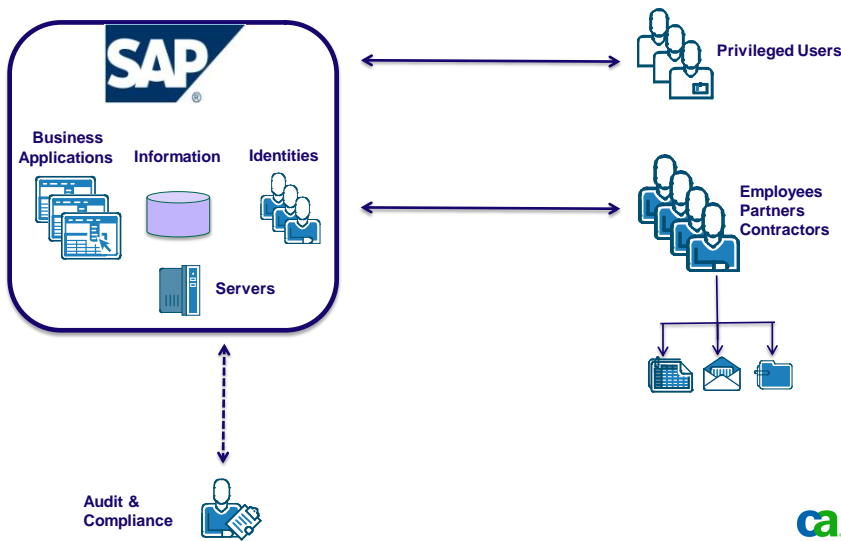 SAP
®
Privileged Users
Business
Applications
Information
Identities
Employees
Partners
Contractors
Servers
Audit &
Compliance
ca